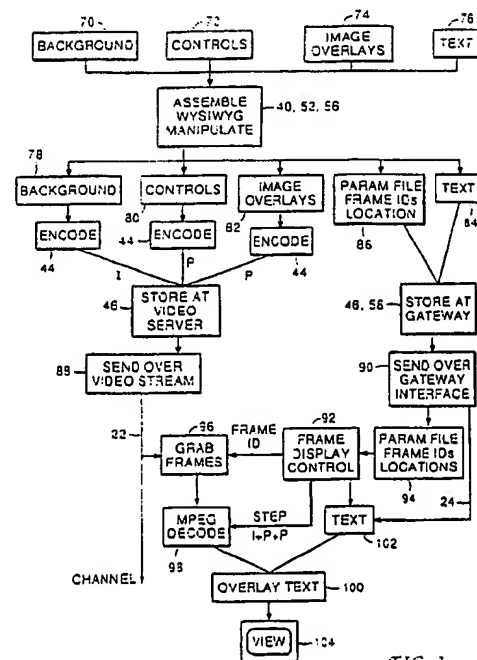 70
72
74
76
BACKGROUND
CONTROLS
IMAGE
OVERLAYS
TEXT
ASSEMBLE
WYSIWYG
MANIPULATE
40, 52, 56
78
BACKGROUND
CONTROLS
80
IMAGE
OVERLAYS
82
PARAM FILE
FRAME IDs
LOCATION
86
TEXT
84
ENCODE
44
44
ENCODE
ENCODE
44
I
P
P
46
STORE AT
VIDEO
SERVER
46, 56
STORE AT
GATEWAY
88
SEND OVER
VIDEO STREAM
90
SEND OVER
GATEWAY
INTERFACE
22
96
GRAB
FRAMES
FRAME
ID
92
FRAME
DISPLAY
CONTROL
PARAM FILE
FRAME IDs
LOCATIONS
94
24
MPEG
DECODE
98
STEP
I+P+P
TEXT
102
CHANNEL
OVERLAY TEXT
100
VIEW
104